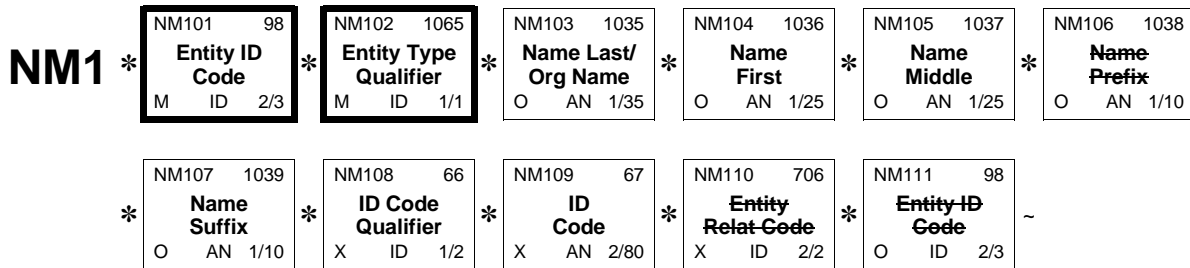 NM1 * NM101 98 * NM102 1065 * NM103 1035 * NM104 1036 * NM105 1037 * NM106 1038
Entity ID Entity Type Name Last/ Name Name Name
Code Qualifier Org Name First Middle Prefix
M ID 2/3 M ID 1/1 O AN 1/35 O AN 1/25 O AN 1/25 O AN 1/10
* NM107 1039 * NM108 66 * NM109 67 * NM110 706 * NM111 98 ~
Name ID Code ID Entity Entity ID
Suffix Qualifier Code Relat Code Code
O AN 1/10 X ID 1/2 X AN 2/80 X ID 2/2 O ID 2/3